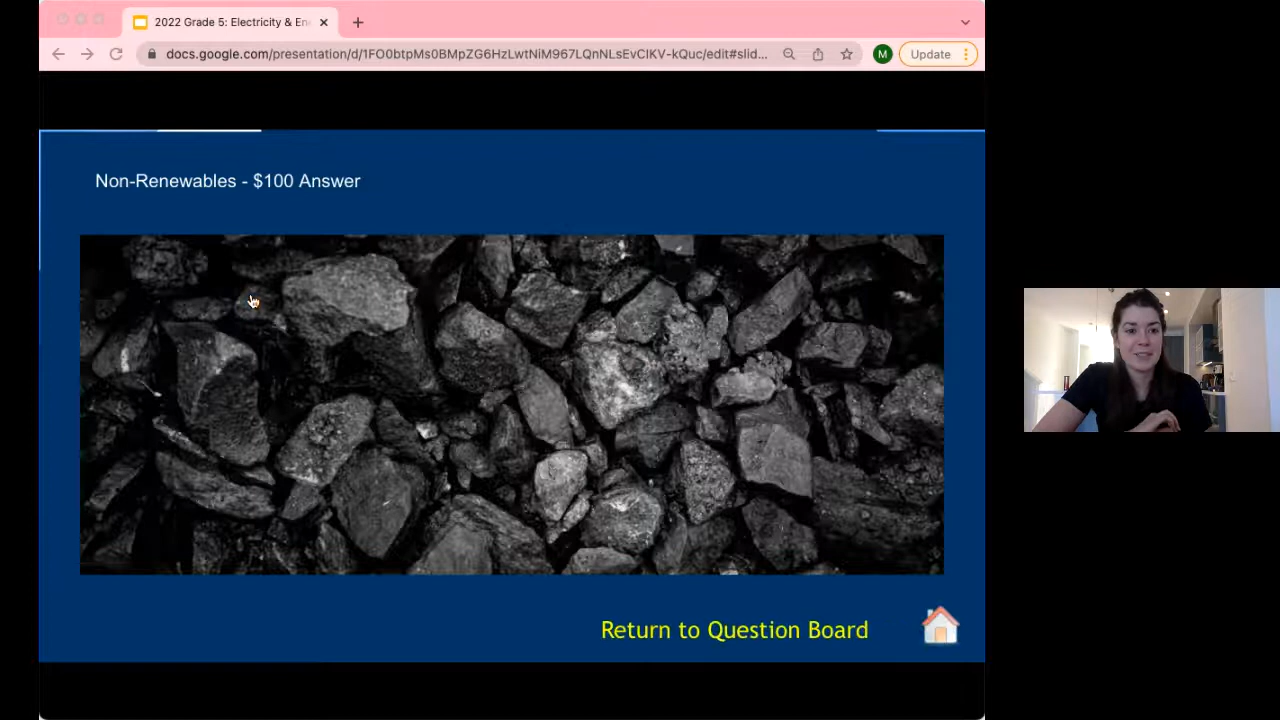 2022 Grade 5: Electricity & En
docs.google.com/presentation/d/1FO0btpMs0BMpZG6HzLwtNiM967LQnNLsEvClKV-kQuc/edit#slid...
M
Update
Non-Renewables - $100 Answer
Return to Question Board